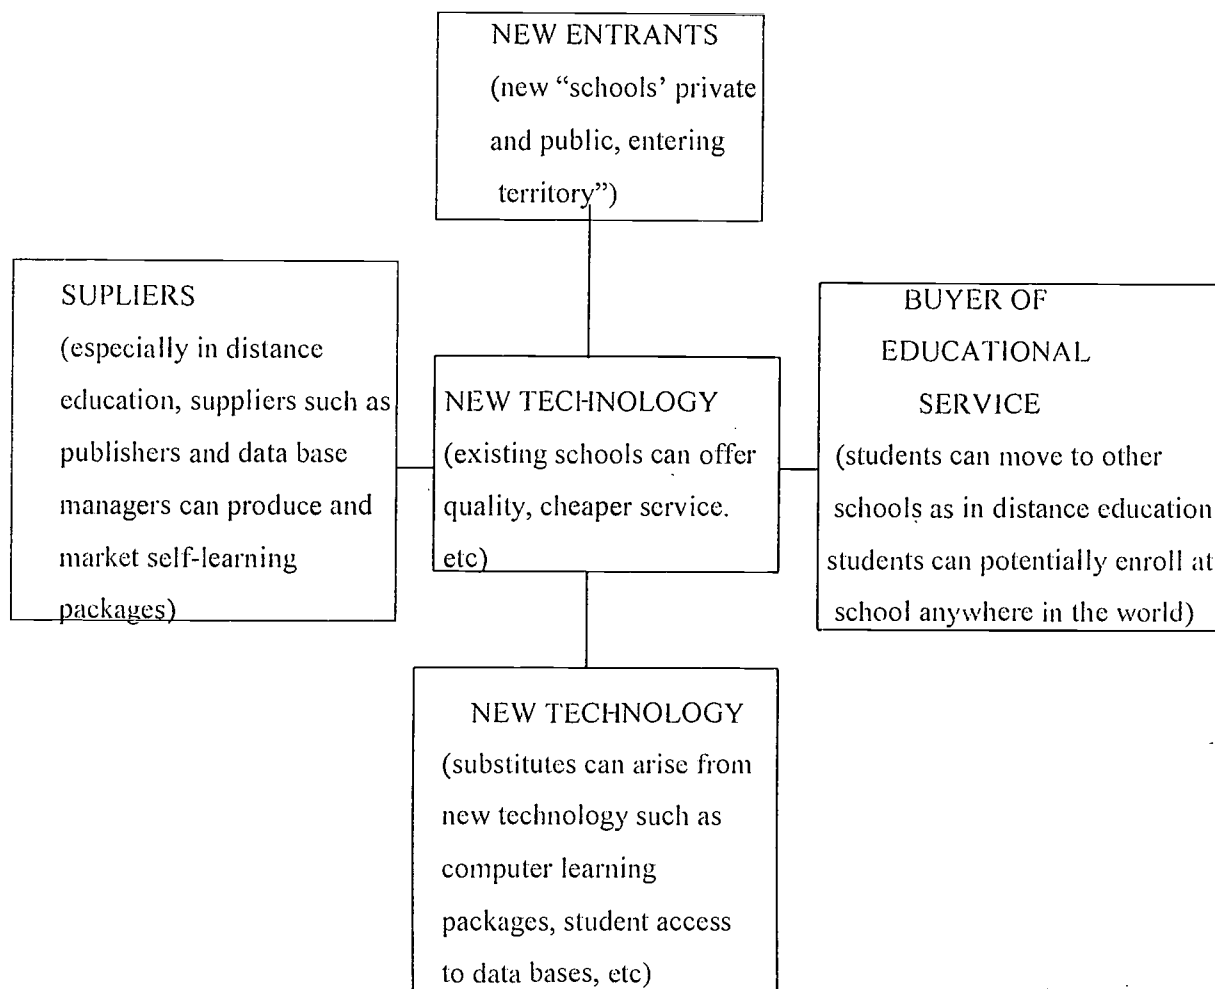 NEW ENTRANTS
(new “schools’ private
and public, entering
territory”)
SUPLIERS
(especially in distance
education, suppliers such as
publishers and data base
managers can produce and
market self-learning
packages)
NEW TECHNOLOGY
(existing schools can offer
quality, cheaper service.
etc)
BUYER OF
EDUCATIONAL
SERVICE
(students can move to other
schools as in distance education
students can potentially enroll at
school anywhere in the world)
NEW TECHNOLOGY
(substitutes can arise from
new technology such as
computer learning
packages, student access
to data bases, etc)